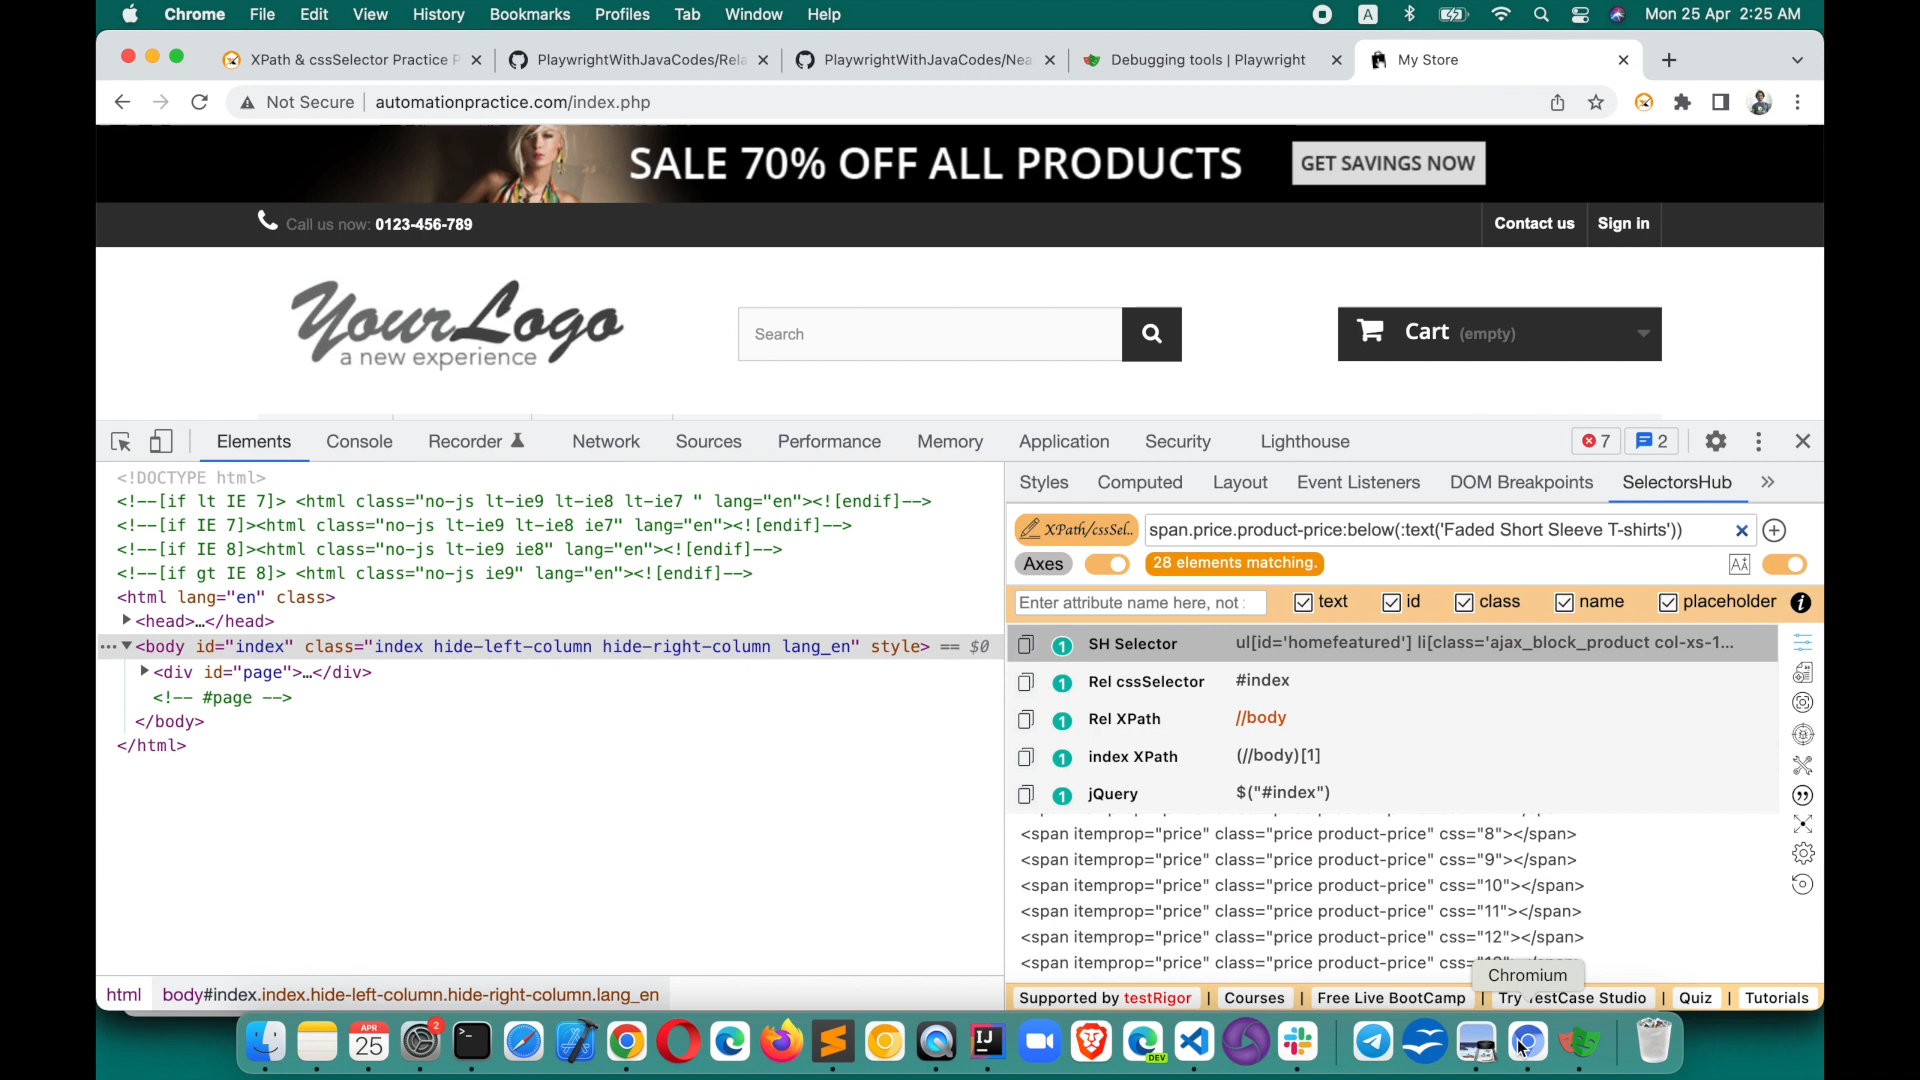 Chrome File Edit View History Bookmarks Profiles Tab Window Help A Mon 25 Apr 2:25 AM
XPath & cssSelector Practice P PlaywrightWithJavaCodes/Rela PlaywrightWithJavaCodes/Nea Debugging tools | Playwright My Store
Not Secure automationpractice.com/index.php
SALE 70% OFF ALL PRODUCTS GET SAVINGS NOW
Call us now: 0123-456-789 Contact us Sign in
Your Logo
a new experience
Search Cart (empty)
Elements Console Recorder Network Sources Performance Memory Application Security Lighthouse 7 2
<!DOCTYPE html>
<!--[if lt IE 7]> <html class="no-js lt-ie9 lt-ie8 lt-ie7 " lang="en"><![endif]-->
<!--[if IE 7]><html class="no-js lt-ie9 lt-ie8 ie7" lang="en"><![endif]-->
<!--[if IE 8]><html class="no-js lt-ie9 ie8" lang="en"><![endif]-->
<!--[if gt IE 8]> <html class="no-js ie9" lang="en"><![endif]-->
<html lang="en" class>
<head>…</head>
<body id="index" class="index hide-left-column hide-right-column lang_en" style> == $0
<div id="page">…</div>
<!-- #page -->
</body>
</html>
html body#index.index.hide-left-column.hide-right-column.lang_en
Styles Computed Layout Event Listeners DOM Breakpoints SelectorsHub »
XPath/cssSel.. span.price.product-price:below(:text('Faded Short Sleeve T-shirts'))
Axes 28 elements matching.
Enter attribute name here, not : text id class name placeholder
1 SH Selector ul[id='homefeatured'] li[class='ajax_block_product col-xs-1...
1 Rel cssSelector #index
1 Rel XPath //body
1 index XPath (//body)[1]
1 jQuery $("#index")
<span itemprop="price" class="price product-price" css="8"></span>
<span itemprop="price" class="price product-price" css="9"></span>
<span itemprop="price" class="price product-price" css="10"></span>
<span itemprop="price" class="price product-price" css="11"></span>
<span itemprop="price" class="price product-price" css="12"></span>
<span itemprop="price" class="price product-price"
Chromium
Supported by testRigor | Courses | Free Live BootCamp | Try TestCase Studio | Quiz | Tutorials
APR
25
2
IJ
DEV